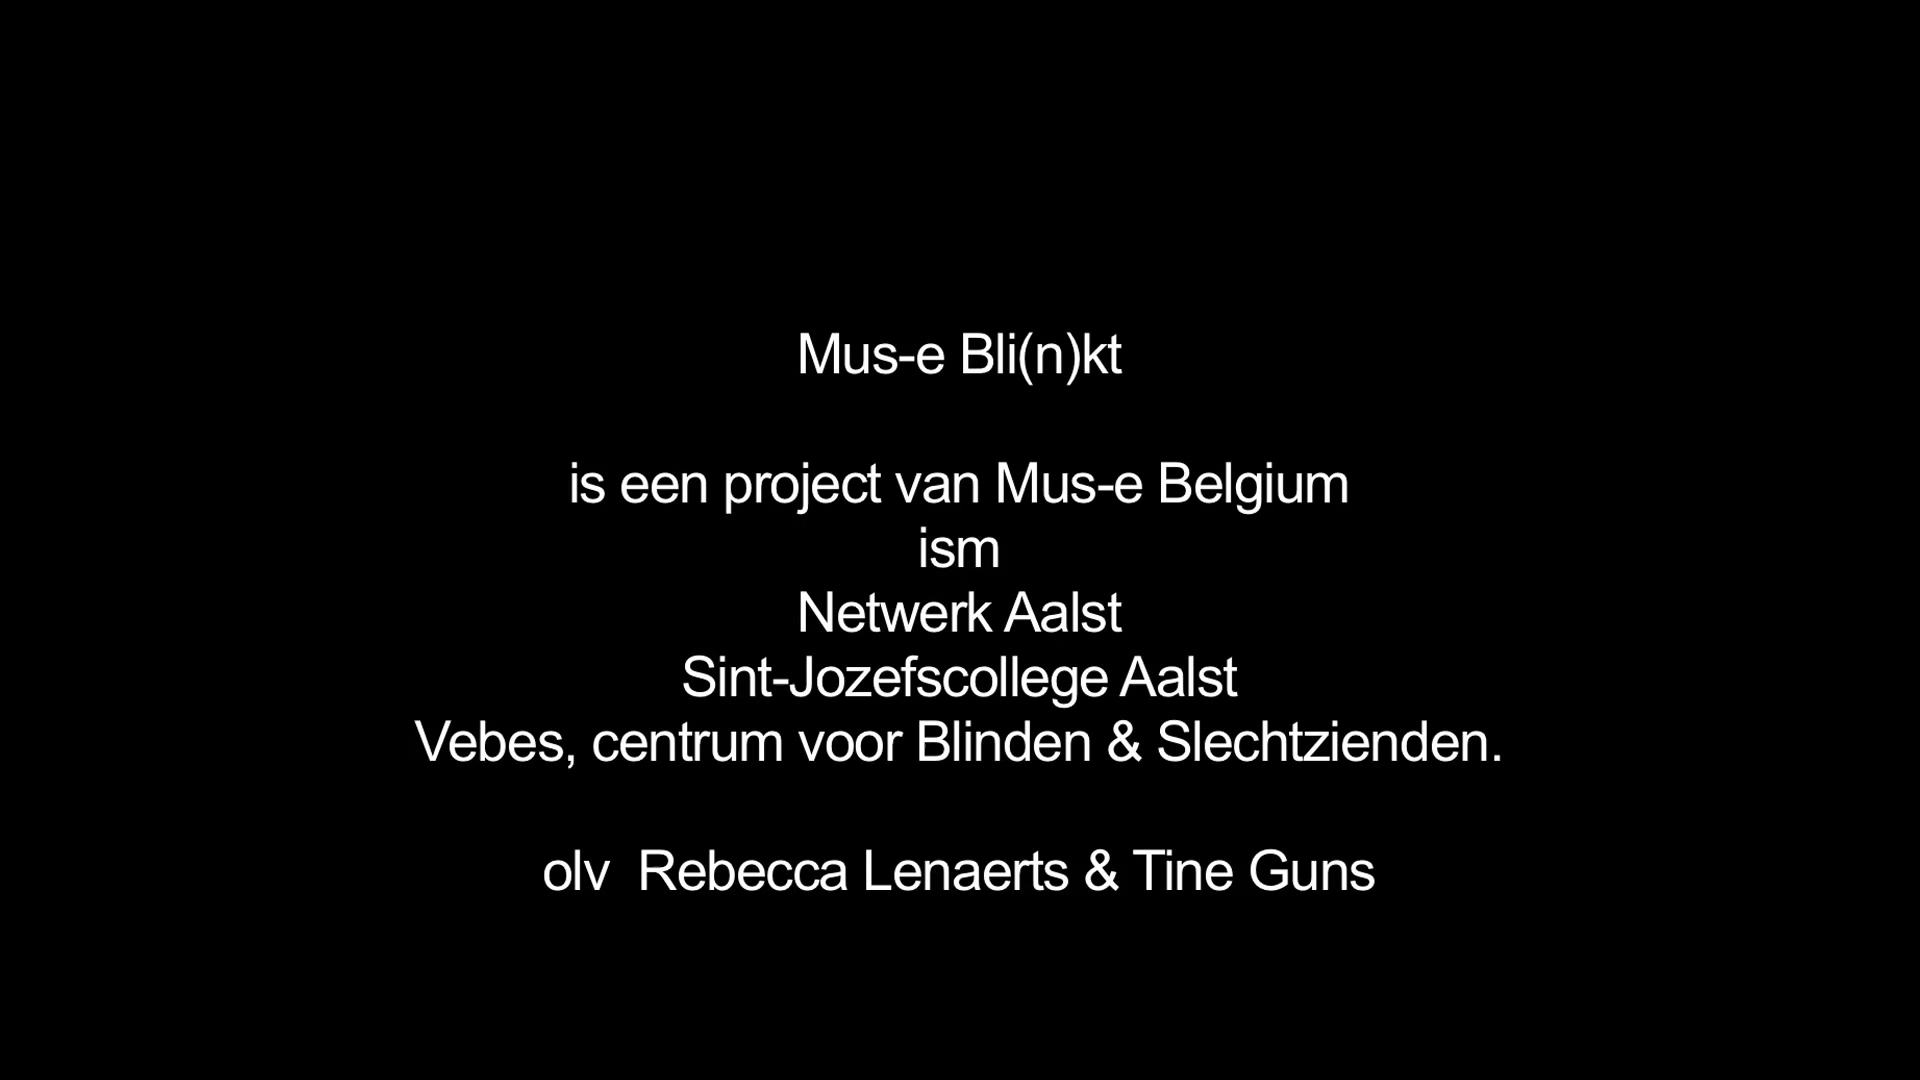 Mus-e Bli(n)kt
is een project van Mus-e Belgium
ism
Netwerk Aalst
Sint-Jozefscollege Aalst
Vebes, centrum voor Blinden & Slechtzienden.
olv  Rebecca Lenaerts & Tine Guns